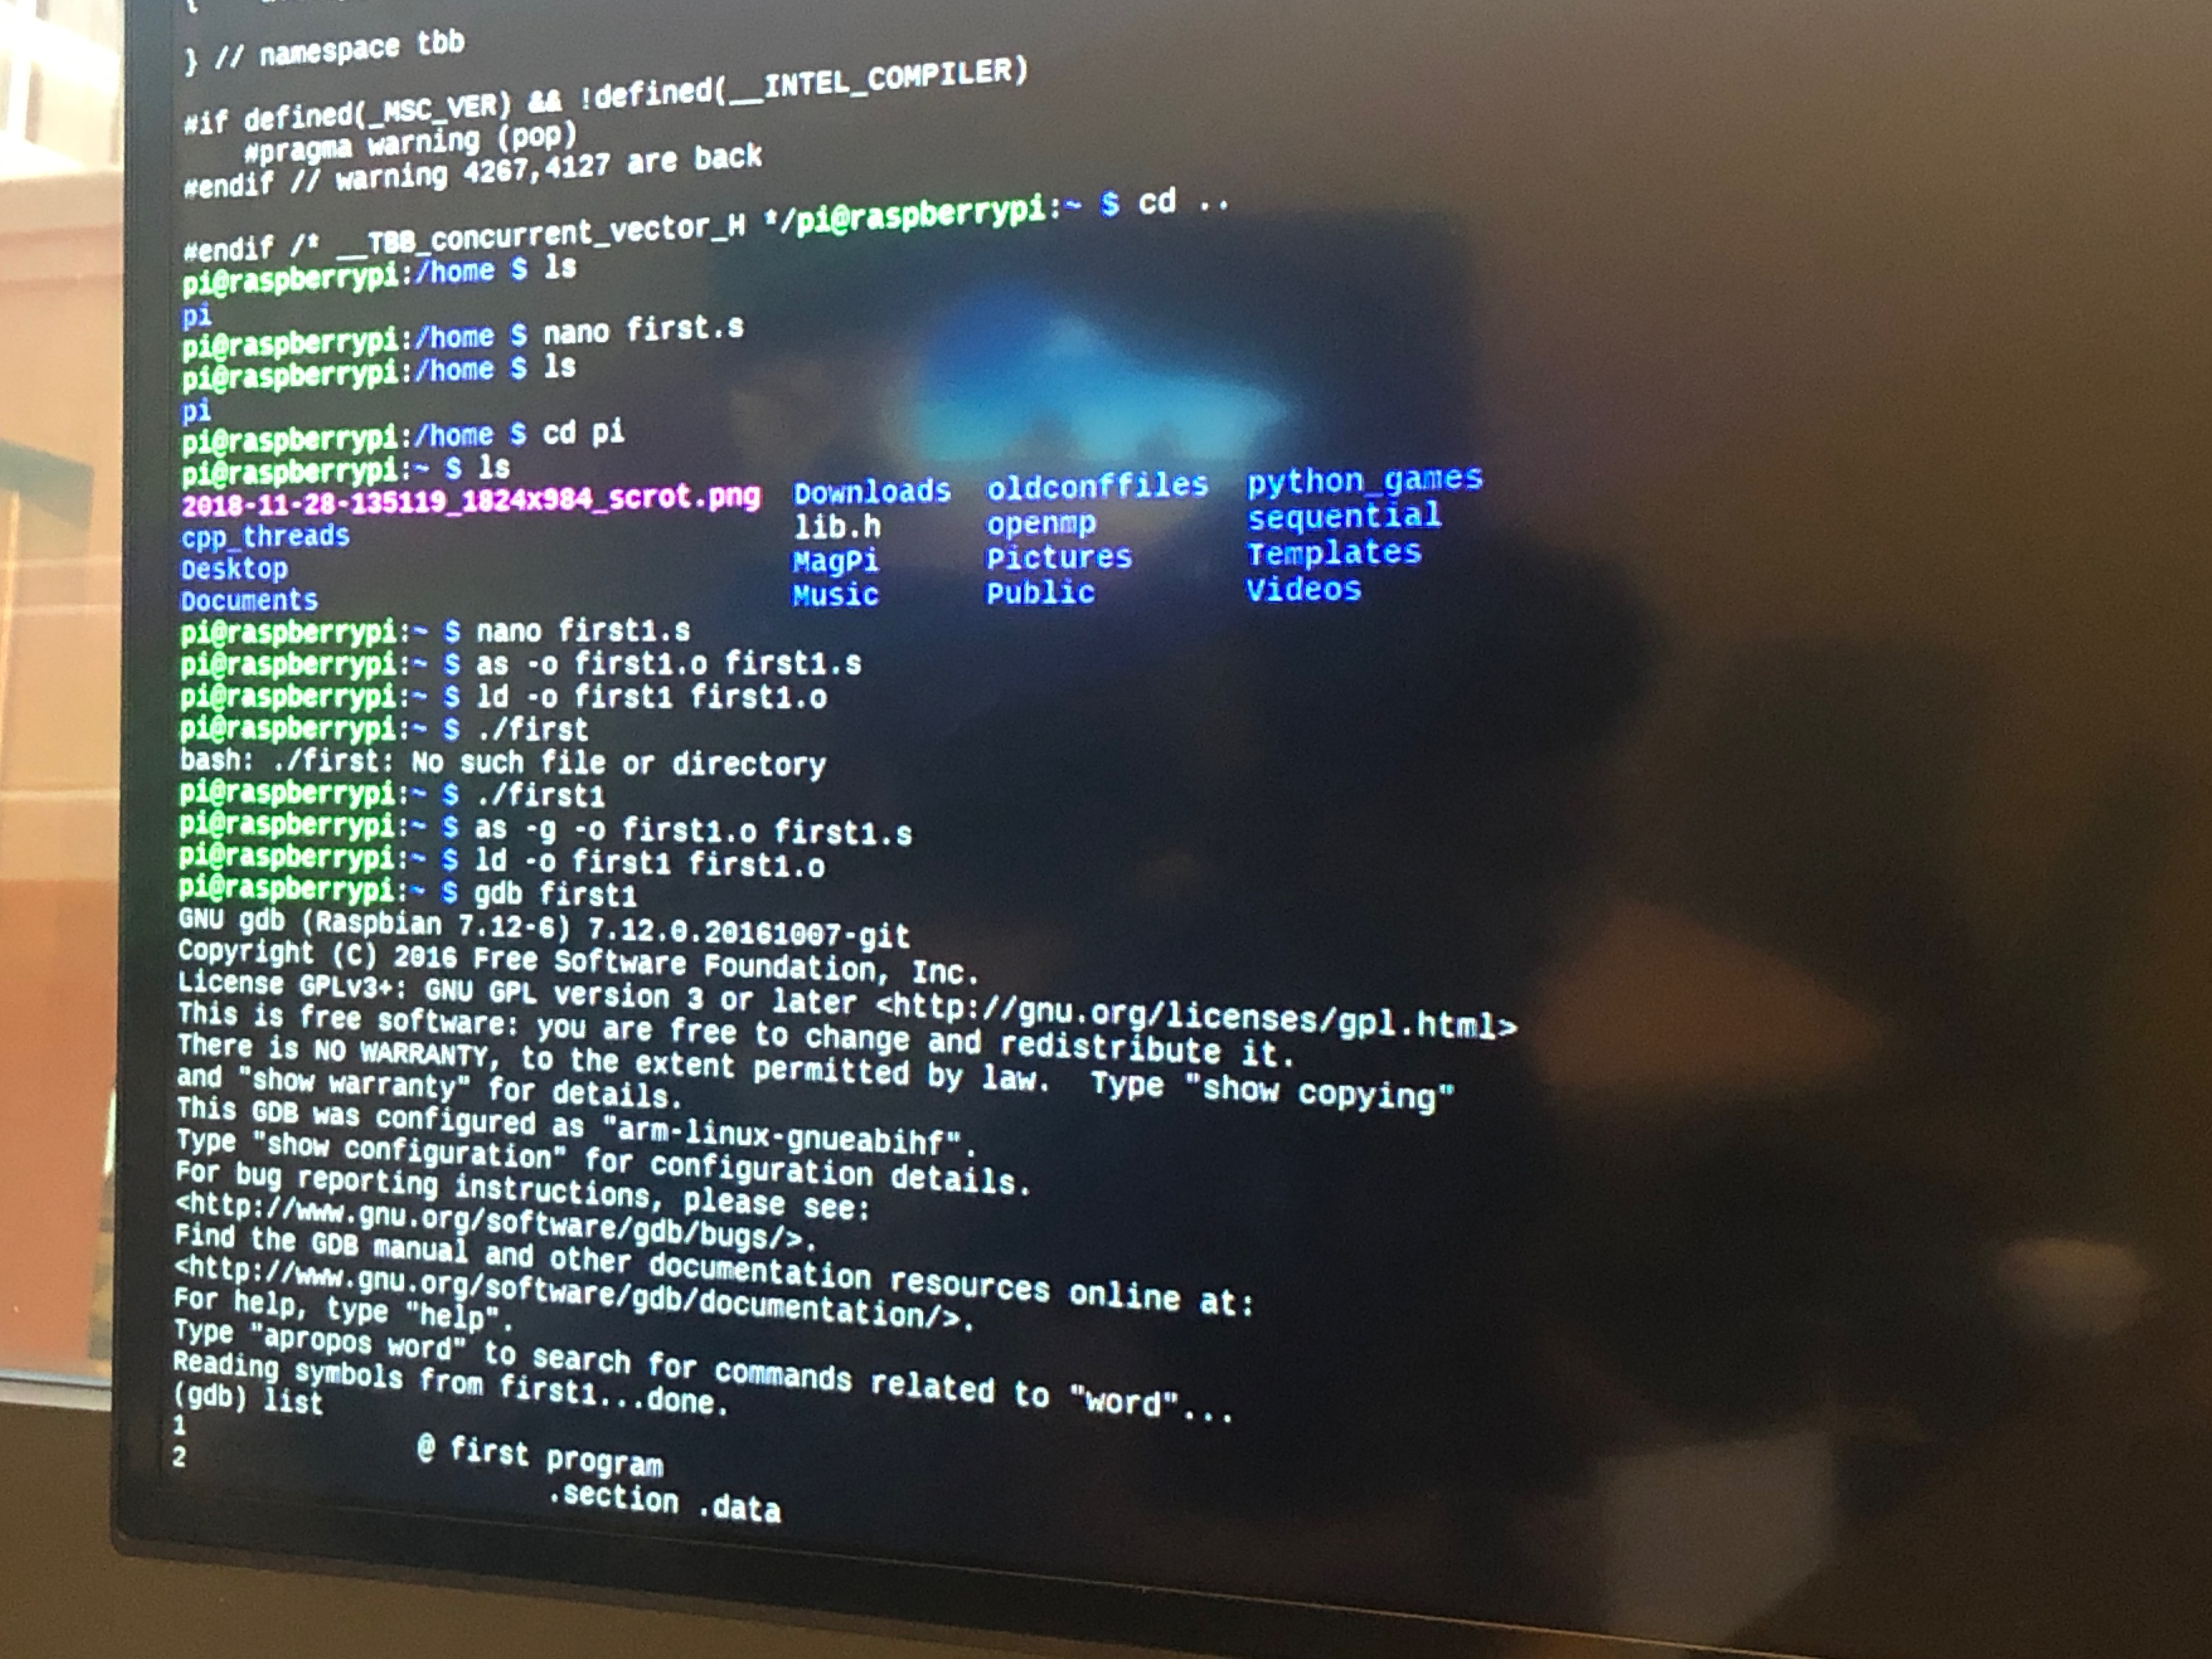 {
} // namespace tbb
#if defined(_MSC_VER) && !defined(__INTEL_COMPILER)
#pragma warning (pop)
#endif // warning 4267,4127 are back
#endif /* __TBB_concurrent_vector_H */pi@raspberrypi:~ $ cd ..
pi@raspberrypi:/home $ ls
pi
pi@raspberrypi:/home $ nano first.s
pi@raspberrypi:/home $ ls
pi
pi@raspberrypi:/home $ cd pi
pi@raspberrypi:~ $ ls
2018-11-28-135119_1824x984_scrot.png Downloads oldconffiles python_games
cpp_threads lib.h openmp sequential
Desktop MagPi Pictures Templates
Documents Music Public Videos
pi@raspberrypi:~ $ nano first1.s
pi@raspberrypi:~ $ as -o first1.o first1.s
pi@raspberrypi:~ $ ld -o first1 first1.o
pi@raspberrypi:~ $ ./first
bash: ./first: No such file or directory
pi@raspberrypi:~ $ ./first1
pi@raspberrypi:~ $ as -g -o first1.o first1.s
pi@raspberrypi:~ $ ld -o first1 first1.o
pi@raspberrypi:~ $ gdb first1
GNU gdb (Raspbian 7.12-6) 7.12.0.20161007-git
Copyright (C) 2016 Free Software Foundation, Inc.
License GPLv3+: GNU GPL version 3 or later <http://gnu.org/licenses/gpl.html>
This is free software: you are free to change and redistribute it.
There is NO WARRANTY, to the extent permitted by law.  Type "show copying"
and "show warranty" for details.
This GDB was configured as "arm-linux-gnueabihf".
Type "show configuration" for configuration details.
For bug reporting instructions, please see:
<http://www.gnu.org/software/gdb/bugs/>.
Find the GDB manual and other documentation resources online at:
<http://www.gnu.org/software/gdb/documentation/>.
For help, type "help".
Type "apropos word" to search for commands related to "word"...
Reading symbols from first1...done.
(gdb) list
1 @ first program
2 .section .data